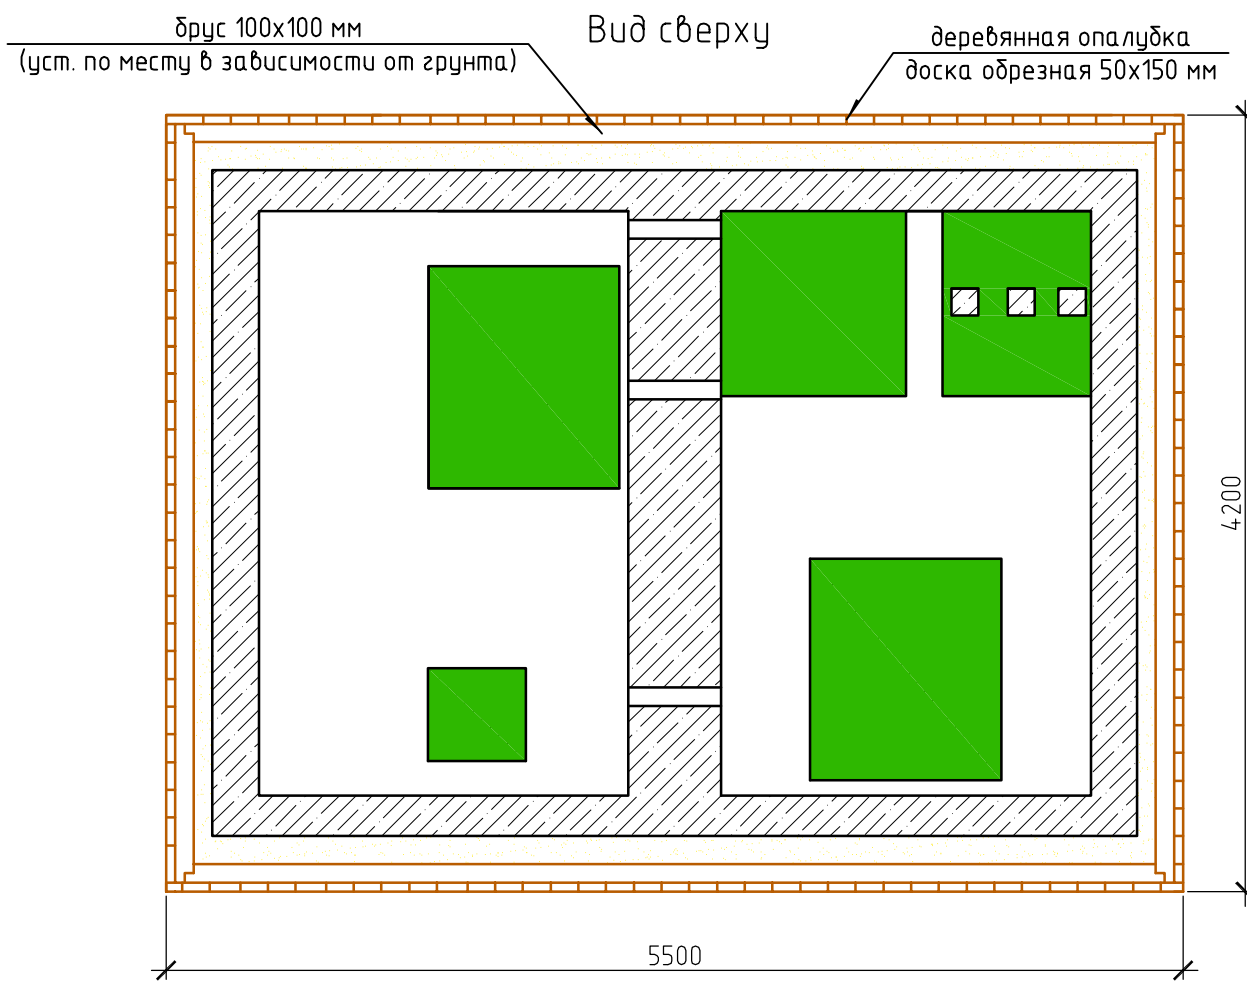 Вид сверху
брус 100х100 мм
(уст. по месту в зависимости от грунта)
деревянная опалубка
доска обрезная 50х150 мм
4200
5500